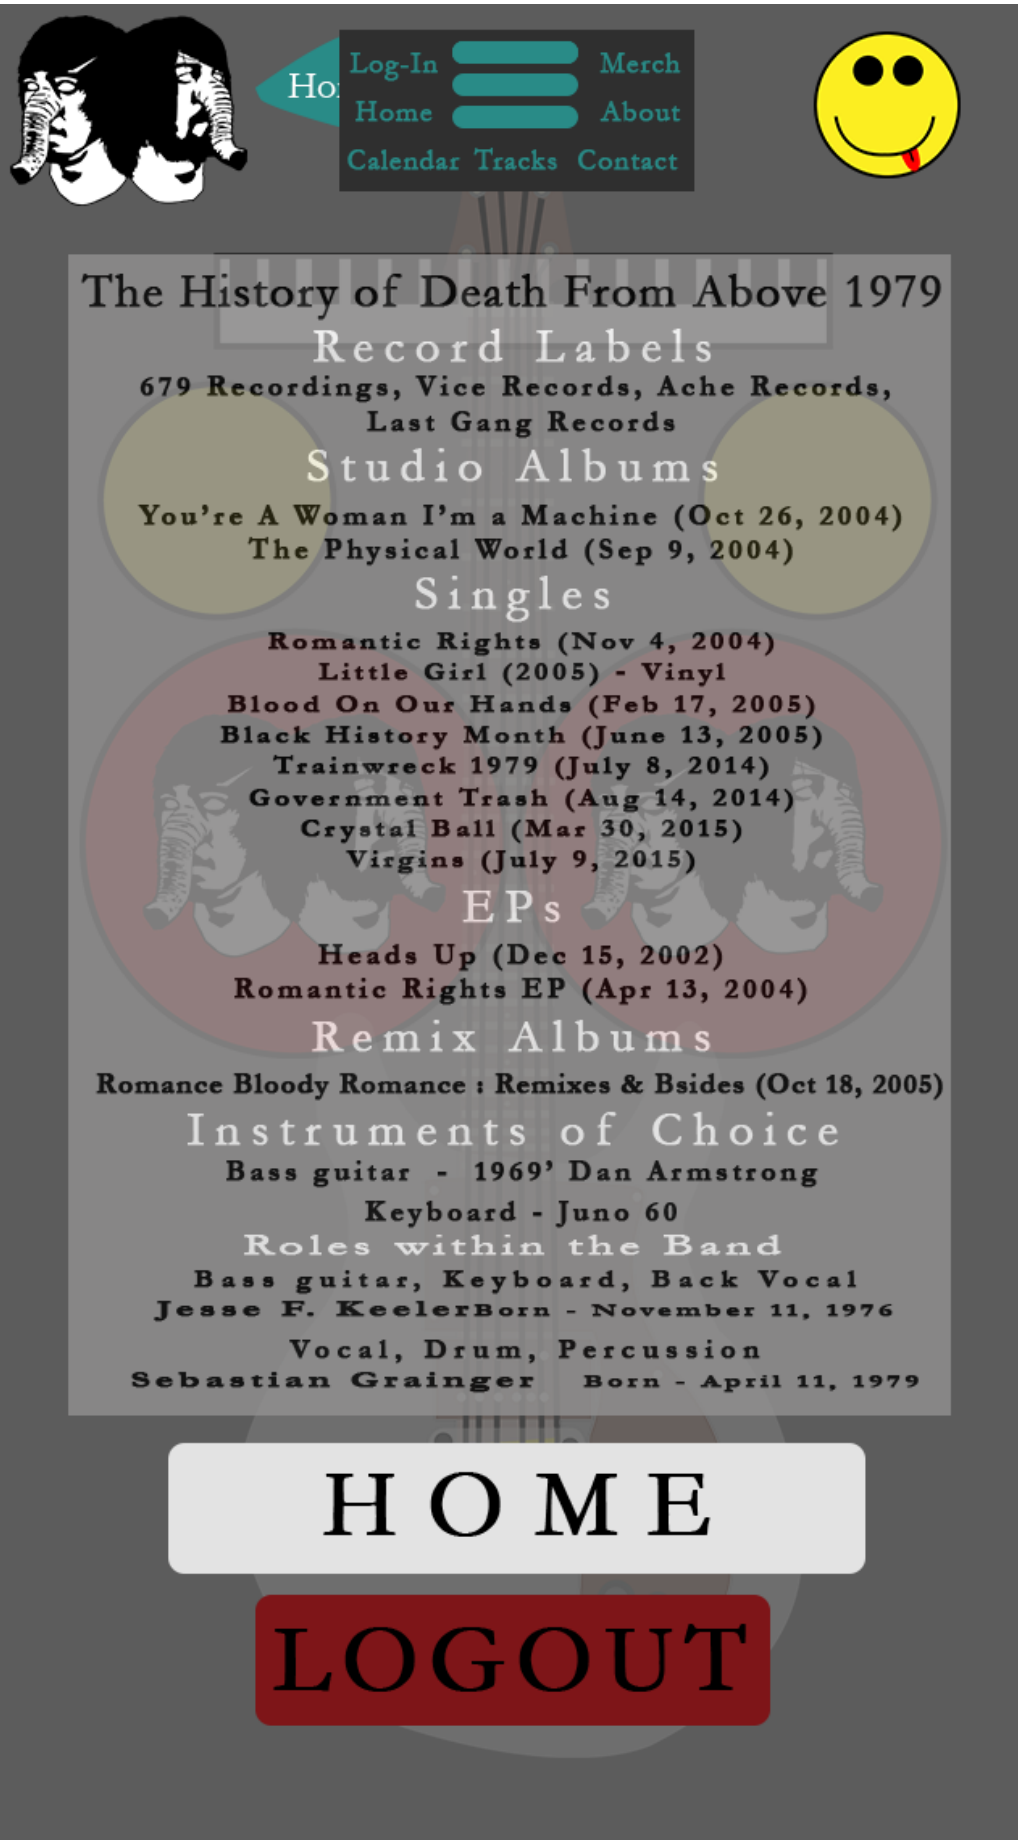 Log-In Merch
Ho
Home About
Calendar Tracks Contact
The History of Death From Above 1979
Record Labels
679 Recordings, Vice Records, Ache Records,
Last Gang Records
Studio Albums
You're A Woman I'm a Machine (Oct 26, 2004)
The Physical World (Sep 9, 2004)
Singles
Romantic Rights (Nov 4, 2004)
Little Girl (2005) - Vinyl
Blood On Our Hands (Feb 17, 2005)
Black History Month (June 13, 2005)
Trainwreck 1979 (July 8, 2014)
Government Trash (Aug 14, 2014)
Crystal Ball (Mar 30, 2015)
Virgins (July 9, 2015)
EPs
Heads Up (Dec 15, 2002)
Romantic Rights EP (Apr 13, 2004)
Remix Albums
Romance Bloody Romance : Remixes & Bsides (Oct 18, 2005)
Instruments of Choice
Bass guitar - 1969' Dan Armstrong
Keyboard - Juno 60
Roles within the Band
Bass guitar, Keyboard, Back Vocal
Jesse F. KeelerBorn - November 11, 1976
Vocal, Drum, Percussion
Sebastian Grainger Born - April 11, 1979
HOME
LOGOUT